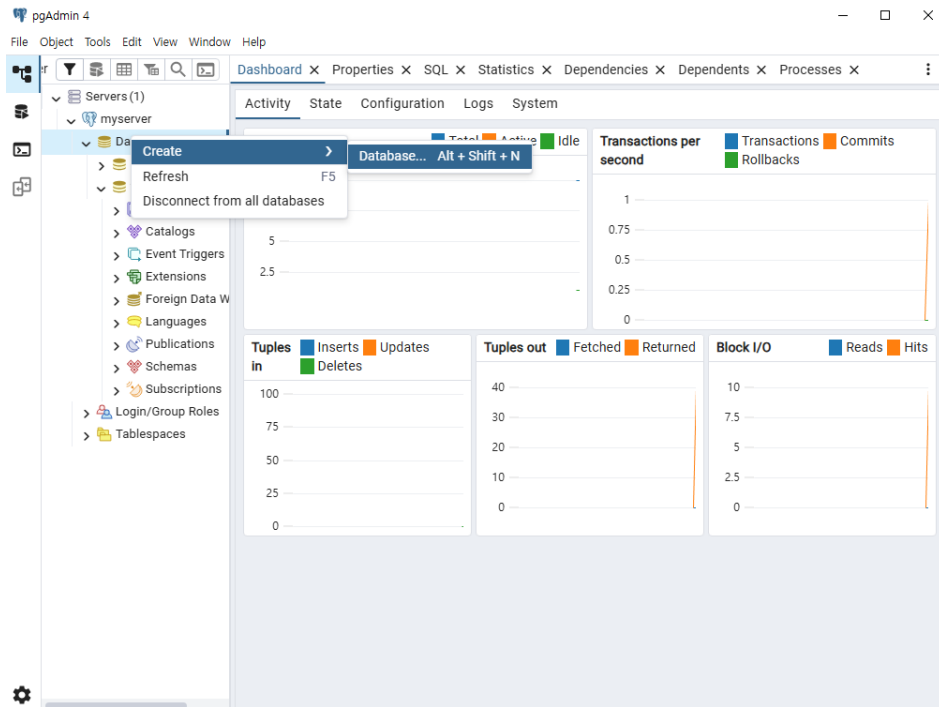 pgAdmin 4
File Object Tools Edit View Window Help
Dashboard Properties SQL Statistics Dependencies Dependents Processes
Servers (1)
myserver
Create
Database... Alt + Shift + N
Refresh F5
Disconnect from all databases
Catalogs
Event Triggers
Extensions
Foreign Data W
Languages
Publications
Schemas
Subscriptions
Login/Group Roles
Tablespaces
Activity State Configuration Logs System
Total Active Idle
5
2.5
Transactions per second
Transactions Commits
Rollbacks
1
0.75
0.5
0.25
0
Tuples in
Inserts Updates
Deletes
100
75
50
25
0
Tuples out Fetched Returned
40
30
20
10
0
Block I/O Reads Hits
10
7.5
5
2.5
0